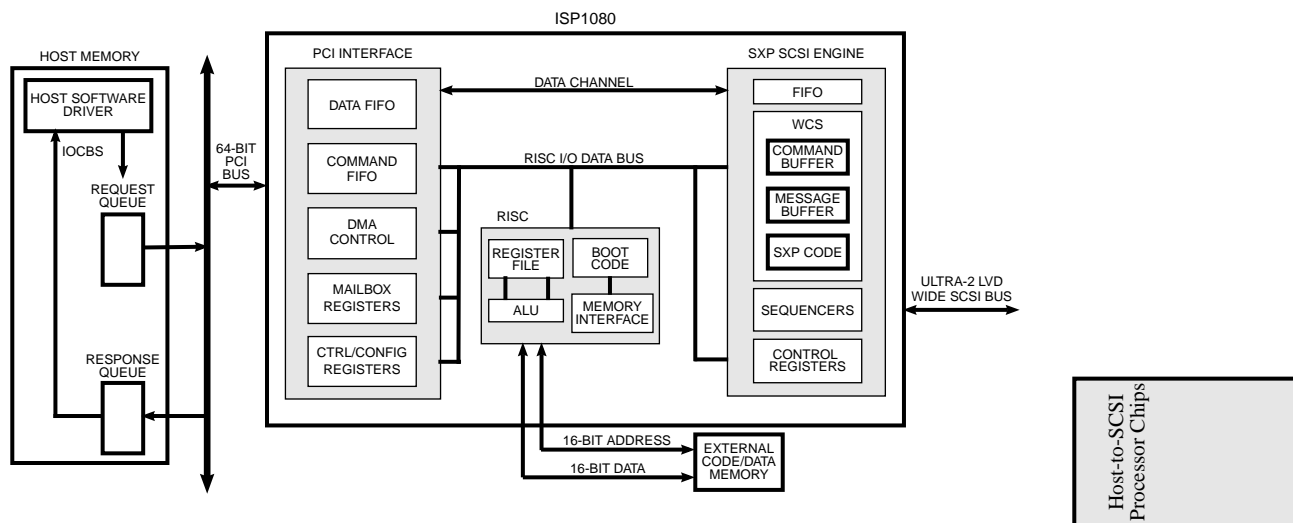 ISP1080
HOST MEMORY
HOST SOFTWARE
DRIVER
IOCBS
REQUEST
QUEUE
RESPONSE
QUEUE
64-BIT
PCI
BUS
PCI INTERFACE
DATA FIFO
COMMAND
FIFO
DMA
CONTROL
MAILBOX
REGISTERS
CTRL/CONFIG
REGISTERS
DATA CHANNEL
RISC I/O DATA BUS
RISC
REGISTER
FILE
ALU
BOOT
CODE
MEMORY
INTERFACE
SXP SCSI ENGINE
FIFO
WCS
COMMAND
BUFFER
MESSAGE
BUFFER
SXP CODE
SEQUENCERS
CONTROL
REGISTERS
ULTRA-2 LVD
WIDE SCSI BUS
16-BIT ADDRESS
16-BIT DATA
EXTERNAL
CODE/DATA
MEMORY
Host-to-SCSI
Processor Chips